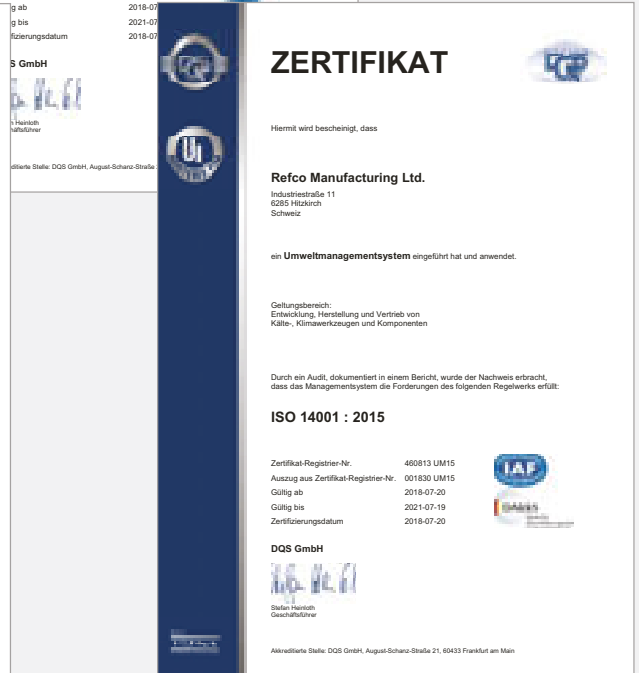 g ab 2018-07
g bis 2021-07
fizierungsdatum 2018-07
S GmbH
n Heinloth
häftsführer
editierte Stelle: DQS GmbH, August-Schanz-Straße
ZERTIFIKAT
Hiermit wird bescheinigt, dass
Refco Manufacturing Ltd.
Industriestraße 11
6285 Hitzkirch
Schweiz
ein Umweltmanagementsystem eingeführt hat und anwendet.
Geltungsbereich:
Entwicklung, Herstellung und Vertrieb von
Kälte-, Klimawerkzeugen und Komponenten
Durch ein Audit, dokumentiert in einem Bericht, wurde der Nachweis erbracht,
dass das Managementsystem die Forderungen des folgenden Regelwerks erfüllt:
ISO 14001 : 2015
Zertifikat-Registrier-Nr. 460813 UM15
Auszug aus Zertifikat-Registrier-Nr. 001830 UM15
Gültig ab 2018-07-20
Gültig bis 2021-07-19
Zertifizierungsdatum 2018-07-20
IAF
DAkkS
DQS GmbH
Stefan Heinloth
Geschäftsführer
Akkreditierte Stelle: DQS GmbH, August-Schanz-Straße 21, 60433 Frankfurt am Main